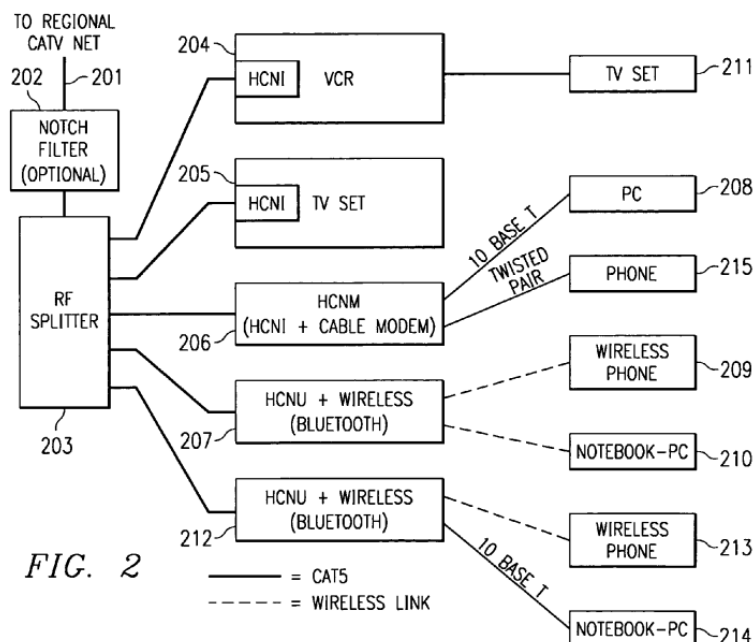 TO REGIONAL
CATV NET
202
201
NOTCH
FILTER
(OPTIONAL)
RF
SPLITTER
203
204
HCNI
VCR
TV SET
211
205
HCNI
TV SET
HCNM
(HCNI + CABLE MODEM)
206
10 BASE T
TWISTED
PAIR
PC
208
PHONE
215
HCNU + WIRELESS
(BLUETOOTH)
207
WIRELESS
PHONE
209
NOTEBOOK-PC
210
HCNU + WIRELESS
(BLUETOOTH)
212
WIRELESS
PHONE
213
10 BASE T
NOTEBOOK-PC
214
FIG. 2
= CAT5
= WIRELESS LINK